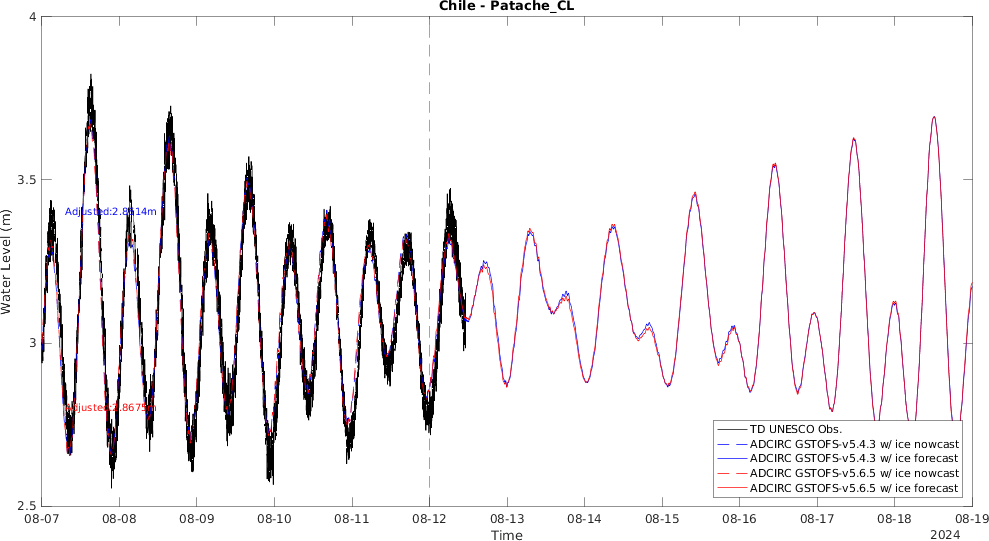 Chile - Patache_CL
4
3.5
3
2.5
Water Level (m)
Adjusted:2.8614m
Adjusted:2.8675m
TD UNESCO Obs.
ADCIRC GSTOFS-v5.4.3 w/ ice nowcast
ADCIRC GSTOFS-v5.4.3 w/ ice forecast
ADCIRC GSTOFS-v5.6.5 w/ ice nowcast
ADCIRC GSTOFS-v5.6.5 w/ ice forecast
08-07 08-08 08-09 08-10 08-11 08-12 08-13 08-14 08-15 08-16 08-17 08-18 08-19
Time
2024